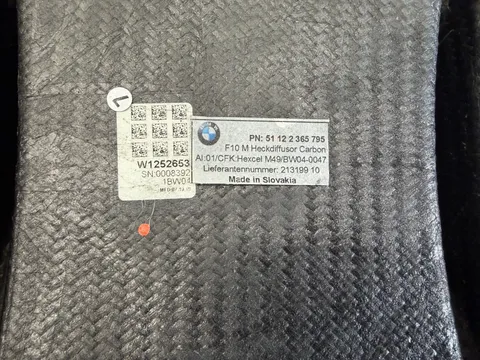 W1252653
SN:0008392
1BW04
PN: 51 12 2 365 795
F10 M Heckdiffusor Carbon
AI:01/CFK:Hexcel M49/BW04-0047
Lieferantennummer: 213199 10
Made in Slovakia